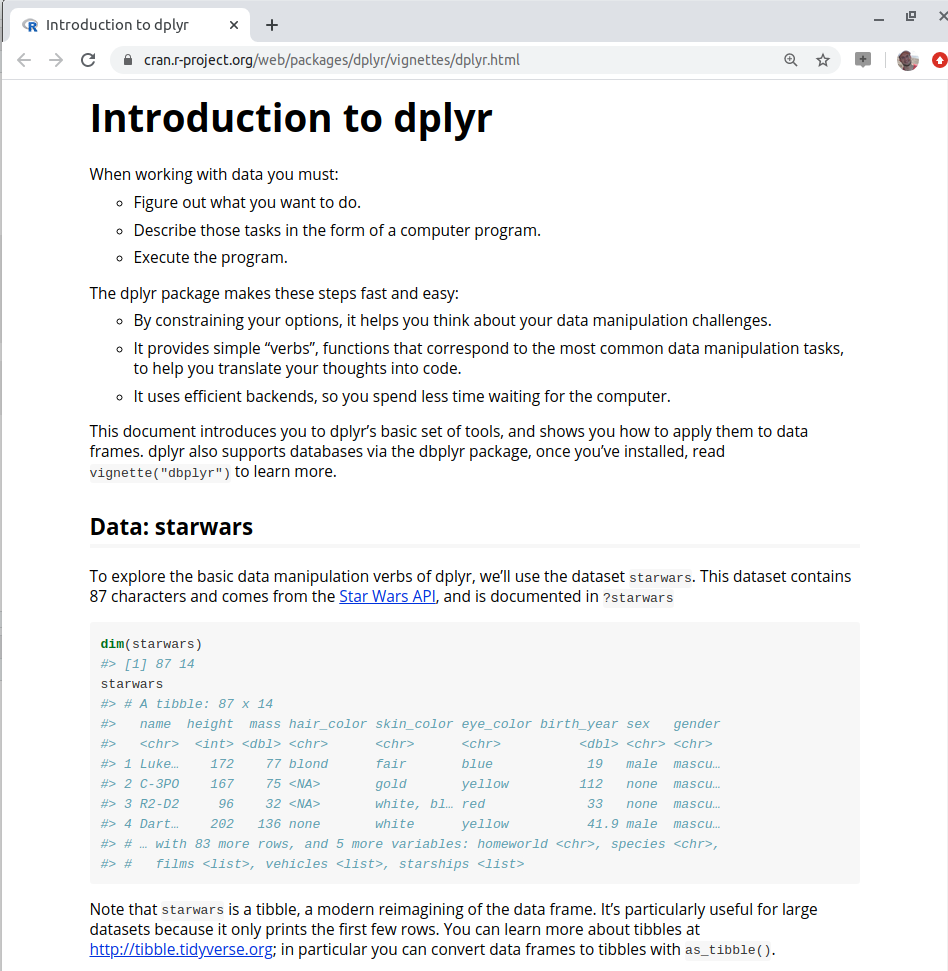 Introduction to dplyr
cran.r-project.org/web/packages/dplyr/vignettes/dplyr.html
Introduction to dplyr
When working with data you must:
Figure out what you want to do.
Describe those tasks in the form of a computer program.
Execute the program.
The dplyr package makes these steps fast and easy:
By constraining your options, it helps you think about your data manipulation challenges.
It provides simple “verbs”, functions that correspond to the most common data manipulation tasks,
to help you translate your thoughts into code.
It uses efficient backends, so you spend less time waiting for the computer.
This document introduces you to dplyr’s basic set of tools, and shows you how to apply them to data
frames. dplyr also supports databases via the dbplyr package, once you’ve installed, read
vignette("dbplyr") to learn more.
Data: starwars
To explore the basic data manipulation verbs of dplyr, we’ll use the dataset starwars. This dataset contains
87 characters and comes from the Star Wars API, and is documented in ?starwars
dim(starwars)
#> [1] 87 14
starwars
#> # A tibble: 87 x 14
#>   name  height  mass hair_color skin_color eye_color birth_year sex   gender
#>   <chr>  <int> <dbl> <chr>      <chr>      <chr>          <dbl> <chr> <chr>
#> 1 Luke…    172    77 blond      fair       blue            19   male  mascu…
#> 2 C-3PO    167    75 <NA>       gold       yellow         112   none  mascu…
#> 3 R2-D2     96    32 <NA>       white, bl… red             33   none  mascu…
#> 4 Dart…    202   136 none       white      yellow          41.9 male  mascu…
#> # … with 83 more rows, and 5 more variables: homeworld <chr>, species <chr>,
#> #   films <list>, vehicles <list>, starships <list>
Note that starwars is a tibble, a modern reimagining of the data frame. It’s particularly useful for large
datasets because it only prints the first few rows. You can learn more about tibbles at
http://tibble.tidyverse.org; in particular you can convert data frames to tibbles with as_tibble().